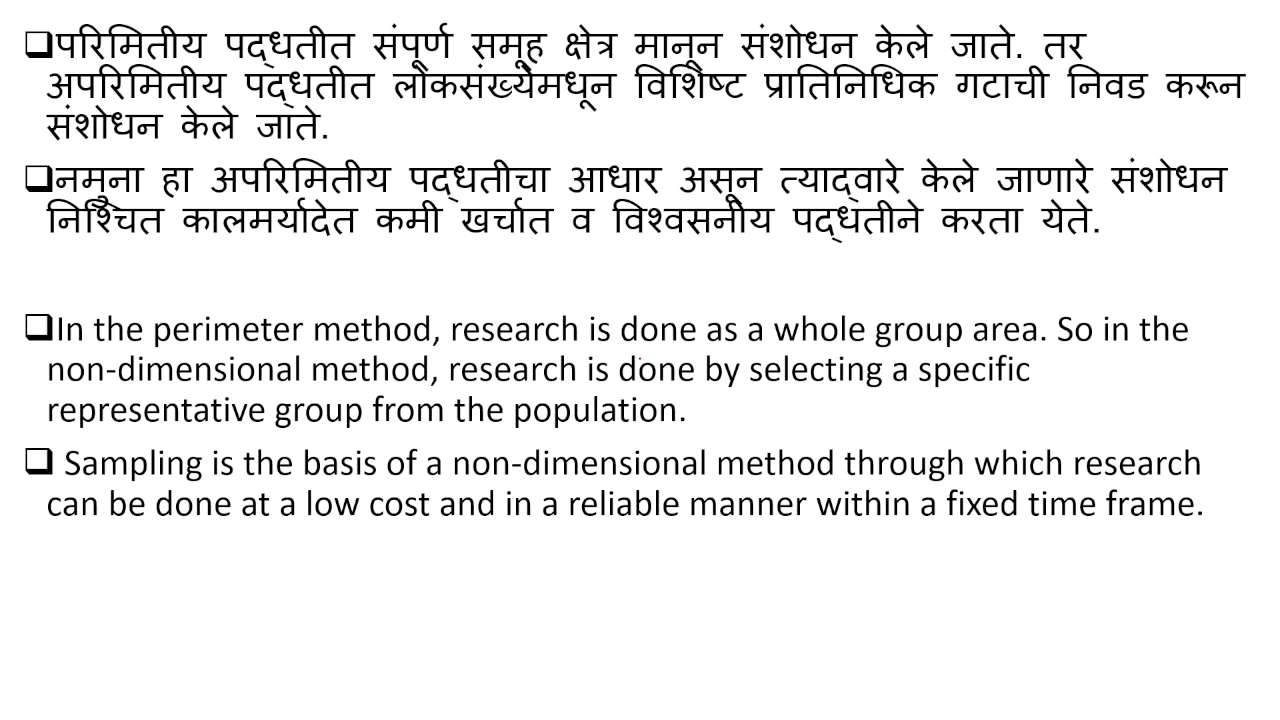 ❑परिमितीय पद्धतीत संपूर्ण समूह क्षेत्र मानून संशोधन केले जाते. तर
अपरिमितीय पद्धतीत लोकसंख्येमधून विशिष्ट प्रातिनिधिक गटाची निवड करून
संशोधन केले जाते.
❑नमुना हा अपरिमितीय पद्धतीचा आधार असून त्याद्वारे केले जाणारे संशोधन
निश्चित कालमर्यादेत कमी खर्चात व विश्वसनीय पद्धतीने करता येते.
❑In the perimeter method, research is done as a whole group area. So in the
non-dimensional method, research is done by selecting a specific
representative group from the population.
❑ Sampling is the basis of a non-dimensional method through which research
can be done at a low cost and in a reliable manner within a fixed time frame.